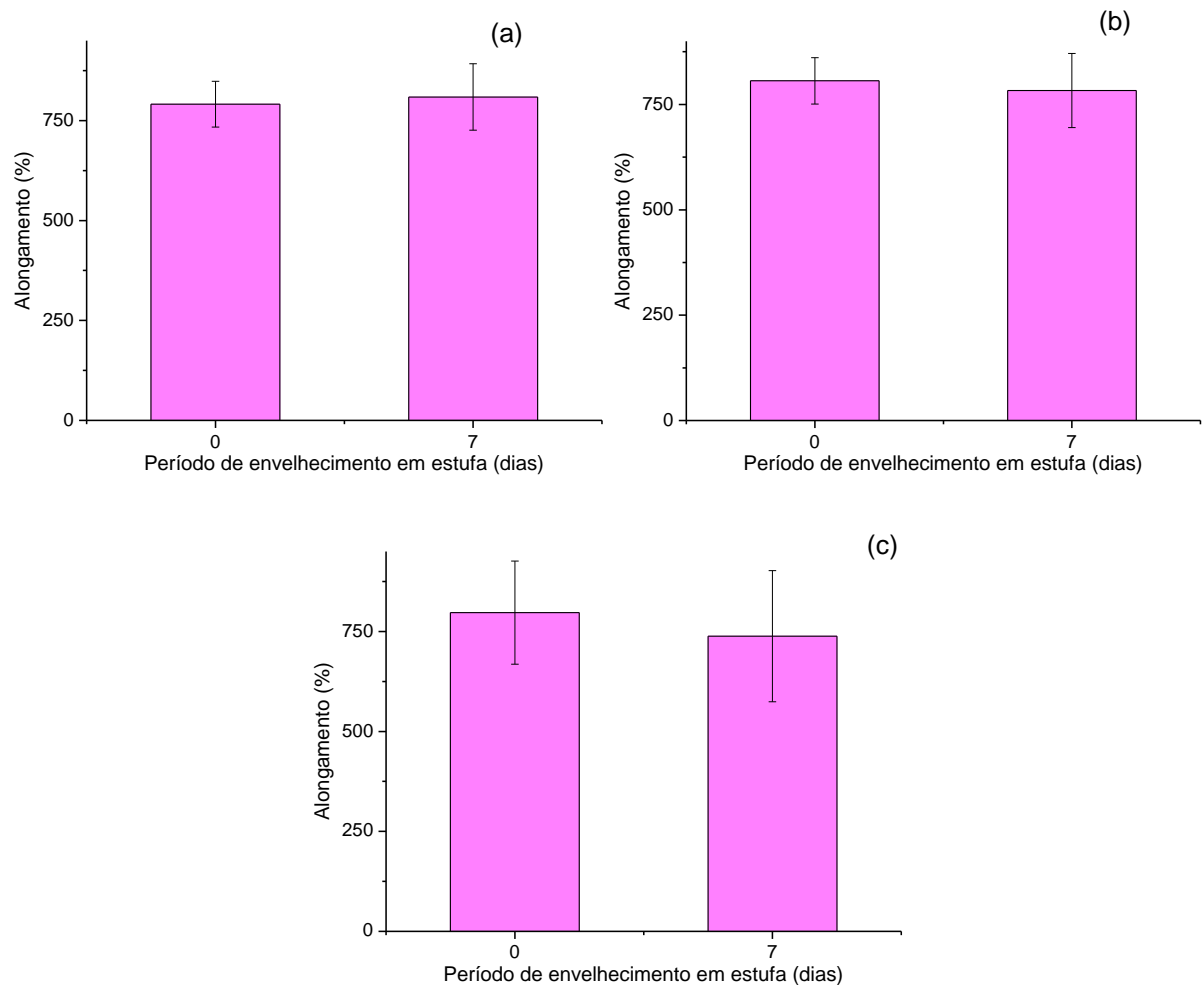 (a)
Alongamento (%)
750
500
250
0
0
7
Período de envelhecimento em estufa (dias)
(b)
Alongamento (%)
750
500
250
0
0
7
Período de envelhecimento em estufa (dias)
(c)
Alongamento (%)
750
500
250
0
0
7
Período de envelhecimento em estufa (dias)